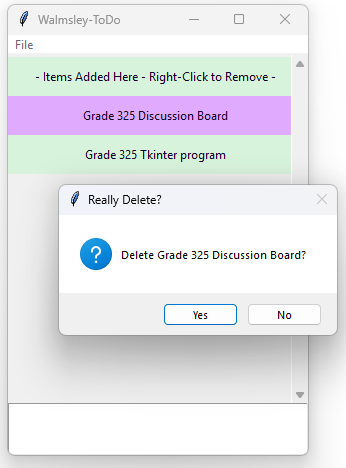 Walmsley-ToDo
File
- Items Added Here - Right-Click to Remove -
Grade 325 Discussion Board
Grade 325 Tkinter program
Really Delete?
Delete Grade 325 Discussion Board?
Yes
No